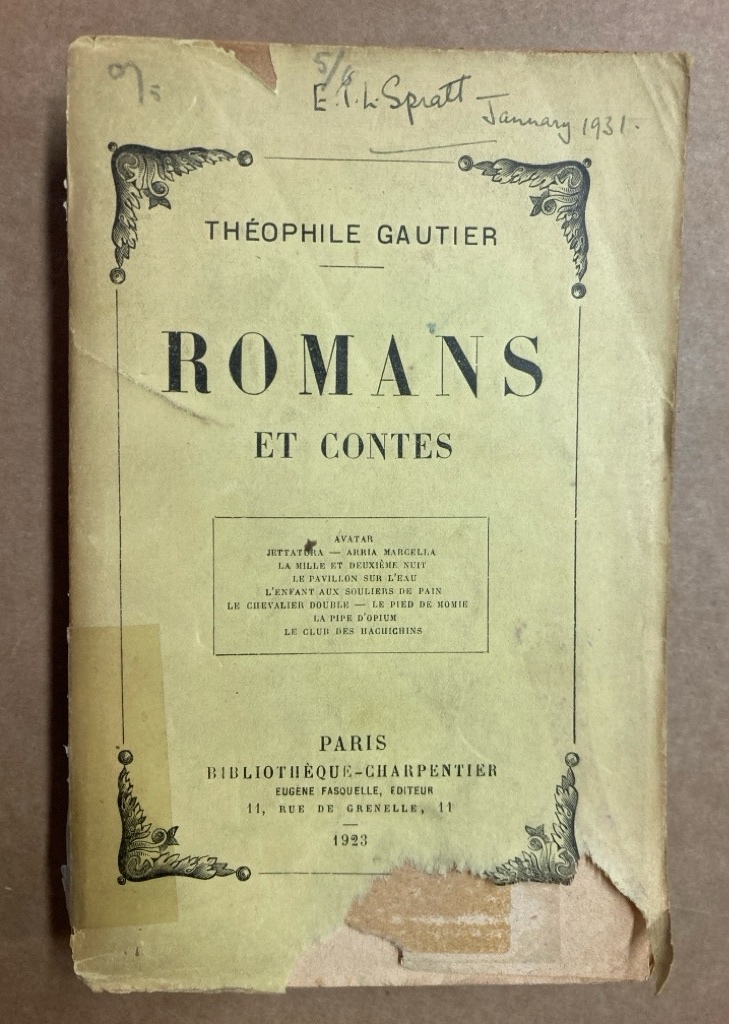 5/6
E.T.L. Spratt – January 1931.
THÉOPHILE GAUTIER
ROMANS
ET CONTES
AVATAR
JETTATURA — ARRIA MARCELLA
LA MILLE ET DEUXIÈME NUIT
LE PAVILLON SUR L'EAU
L'ENFANT AUX SOULIERS DE PAIN
LE CHEVALIER DOUBLE — LE PIED DE MOMIE
LA PIPE D'OPIUM
LE CLUB DES HACHICHINS
PARIS
BIBLIOTHÈQUE-CHARPENTIER
EUGÈNE FASQUELLE, ÉDITEUR
11, RUE DE GRENELLE, 11
1923